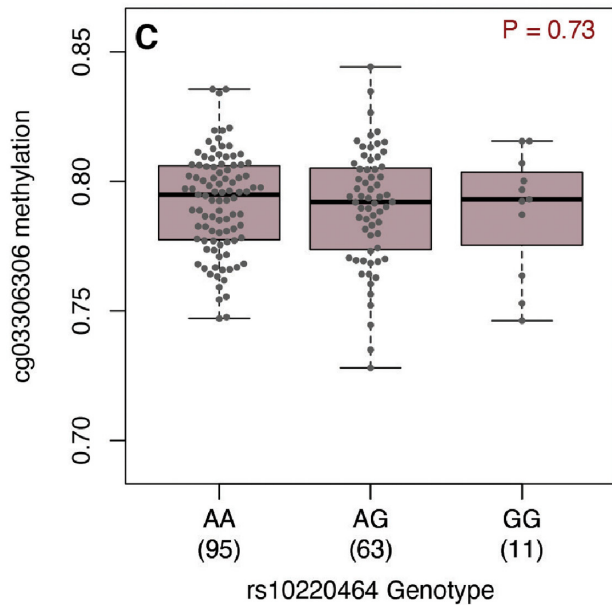 C
P = 0.73
cg03306306 methylation
0.85
0.80
0.75
0.70
AA
(95)
AG
(63)
GG
(11)
rs10220464 Genotype